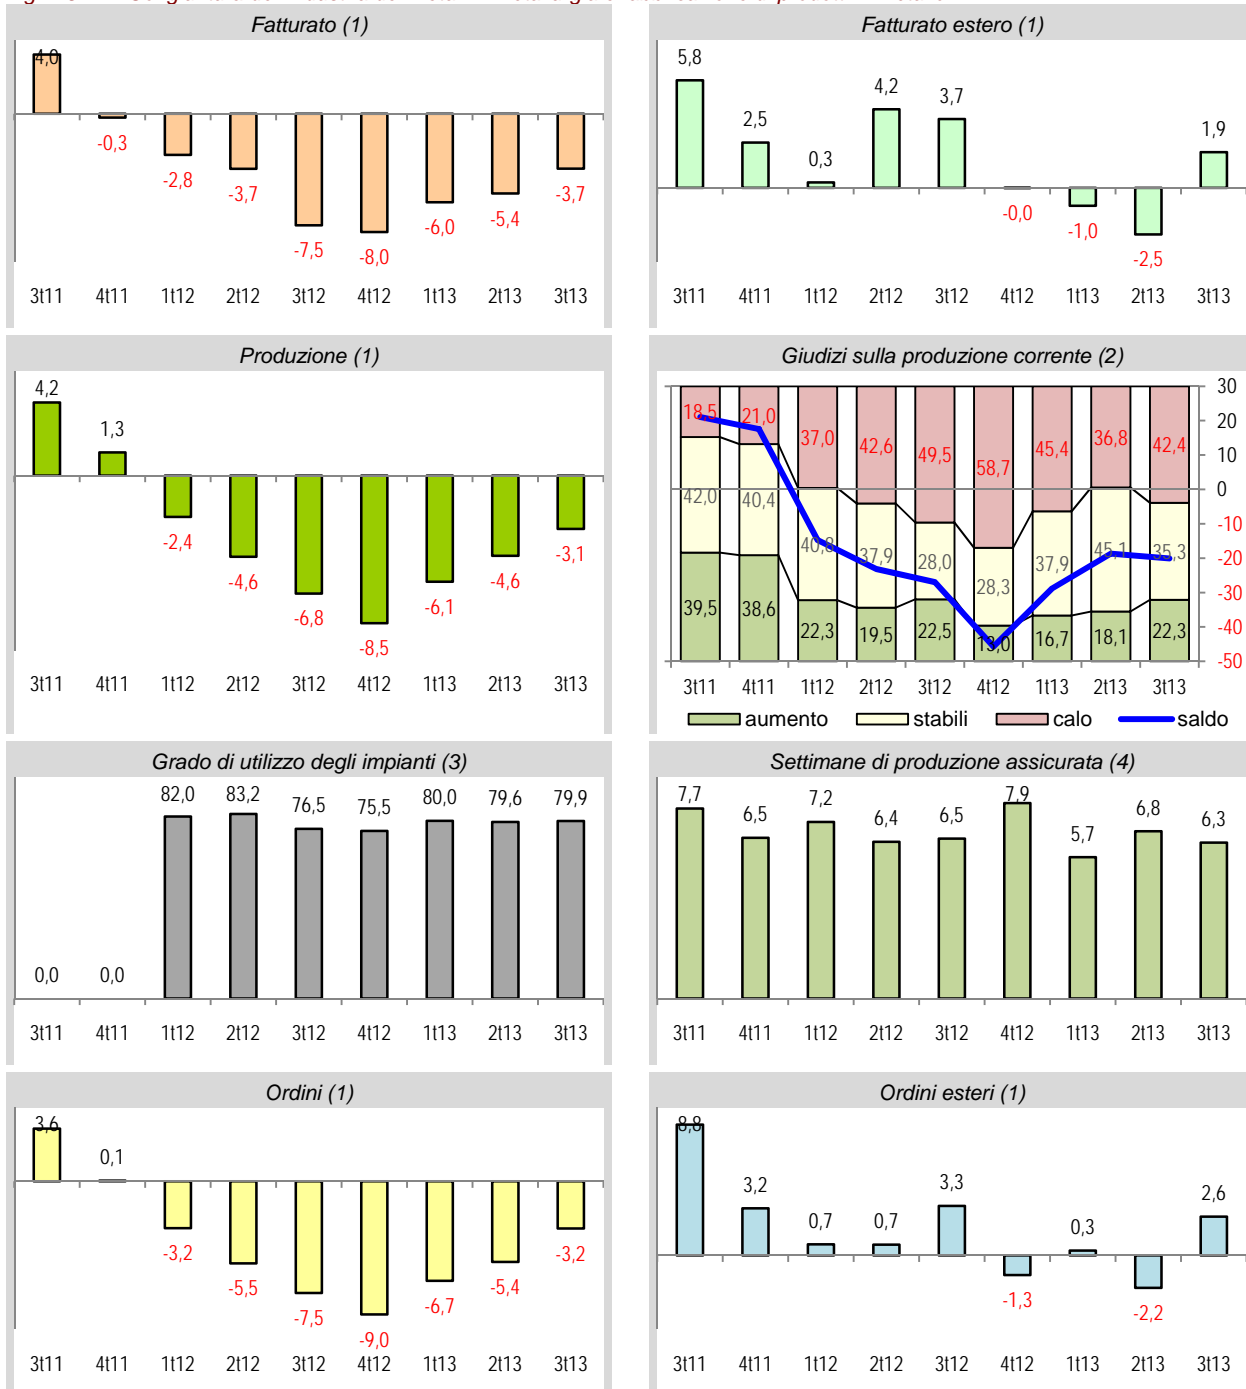 Fatturato (1)
4,0
-0,3
-2,8
-3,7
-7,5
-8,0
-6,0
-5,4
-3,7
3t11 4t11 1t12 2t12 3t12 4t12 1t13 2t13 3t13
Fatturato estero (1)
5,8
2,5
0,3
4,2
3,7
-0,0
-1,0
-2,5
1,9
3t11 4t11 1t12 2t12 3t12 4t12 1t13 2t13 3t13
Produzione (1)
4,2
1,3
-2,4
-4,6
-6,8
-8,5
-6,1
-4,6
-3,1
3t11 4t11 1t12 2t12 3t12 4t12 1t13 2t13 3t13
Giudizi sulla produzione corrente (2)
18,5 21,0 37,0 42,6 49,5 58,7 45,4 36,8 42,4
42,0 40,4 40,8 37,9 28,0 28,3 37,9 45,1 35,3
39,5 38,6 22,3 19,5 22,5 13,0 16,7 18,1 22,3
30
20
10
0
-10
-20
-30
-40
-50
3t11 4t11 1t12 2t12 3t12 4t12 1t13 2t13 3t13
aumento stabili calo saldo
Grado di utilizzo degli impianti (3)
0,0 0,0 82,0 83,2 76,5 75,5 80,0 79,6 79,9
3t11 4t11 1t12 2t12 3t12 4t12 1t13 2t13 3t13
Settimane di produzione assicurata (4)
7,7 6,5 7,2 6,4 6,5 7,9 5,7 6,8 6,3
3t11 4t11 1t12 2t12 3t12 4t12 1t13 2t13 3t13
Ordini (1)
3,6
0,1
-3,2
-5,5
-7,5
-9,0
-6,7
-5,4
-3,2
3t11 4t11 1t12 2t12 3t12 4t12 1t13 2t13 3t13
Ordini esteri (1)
8,8
3,2
0,7
0,7
3,3
-1,3
0,3
-2,2
2,6
3t11 4t11 1t12 2t12 3t12 4t12 1t13 2t13 3t13